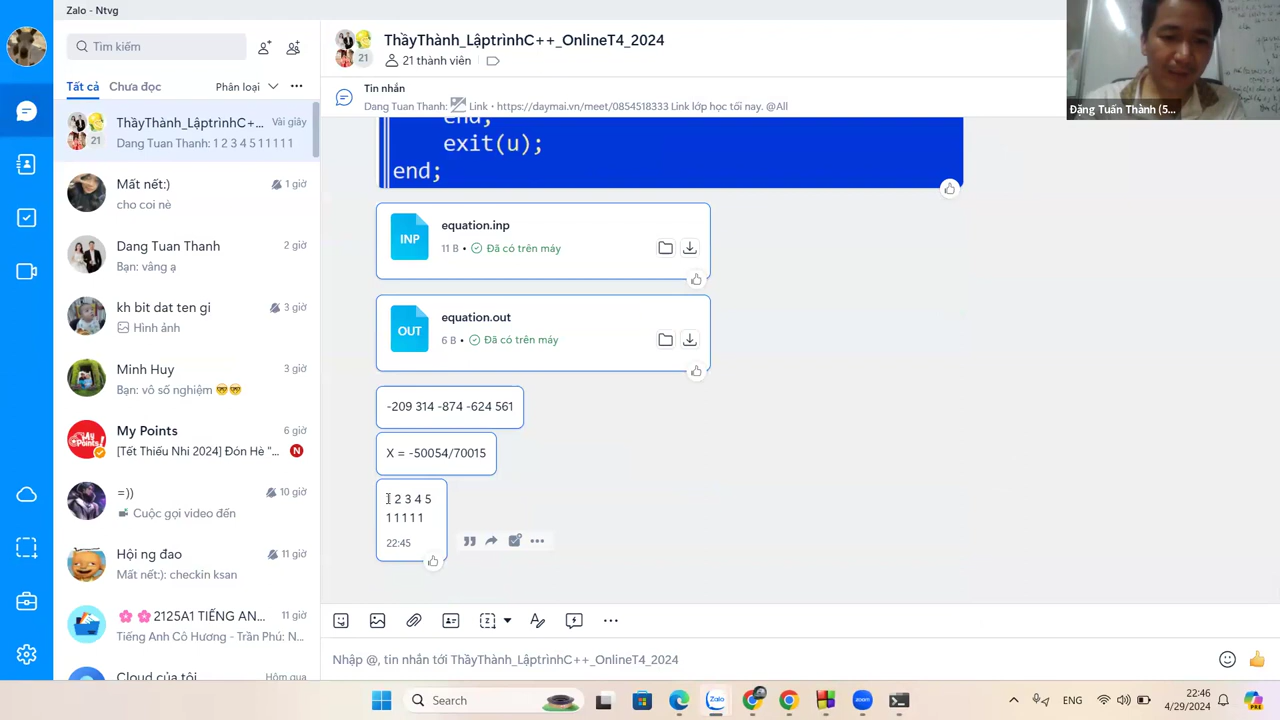 Zalo - Ntvg
Tìm kiếm
Tất cả
Chưa đọc
Phân loại
ThầyThành_LậptrìnhC+...
Vài giây
21
Dang Tuan Thanh: 1 2 3 4 5 1 1 1 1 1
Mất nết:)
1 giờ
cho coi nè
Dang Tuan Thanh
2 giờ
Bạn: vâng ạ
kh bit dat ten gi
3 giờ
Hình ảnh
Minh Huy
3 giờ
Bạn: vô số nghiệm 😎😎
My Points
6 giờ
[Tết Thiếu Nhi 2024] Đón Hè "...
N
=))
10 giờ
Cuộc gọi video đến
Hội ng đao
11 giờ
Mất nết:): checkin ksan
🌸 🌸 2125A1 TIẾNG AN...
11 giờ
Tiếng Anh Cô Hương - Trần Phú: N...
Cloud của tôi
Hôm qua
ThầyThành_LậptrìnhC++_OnlineT4_2024
21
21 thành viên
Tin nhắn
Dang Tuan Thanh: Link • https://daymai.vn/meet/0854518333 Link lớp học tối nay. @All
Đặng Tuấn Thành (5...
end;
exit(u);
end;
INP
equation.inp
11 B • Đã có trên máy
OUT
equation.out
6 B • Đã có trên máy
-209 314 -874 -624 561
X = -50054/70015
1 2 3 4 5
1 1 1 1 1
22:45
Nhập @, tin nhắn tới ThầyThành_LậptrìnhC++_OnlineT4_2024
Search
Zalo
ENG
22:46
4/29/2024
PRE